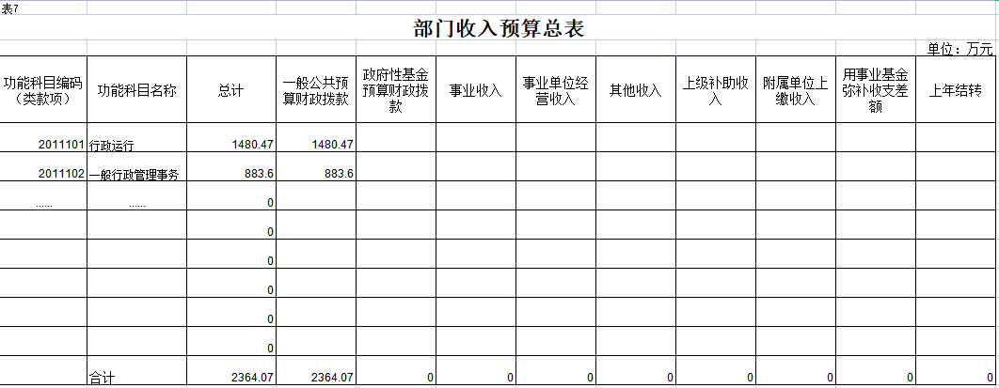 表7
部门收入预算总表
单位：万元
功能科目编码（类款项） 功能科目名称 总计 一般公共预算财政拨款 政府性基金预算财政拨款 事业收入 事业单位经营收入 其他收入 上级补助收入 附属单位上缴收入 用事业基金弥补收支差额 上年结转
2011101 行政运行 1480.47 1480.47
2011102 一般行政管理事务 883.6 883.6
...... ...... 0
0
0
0
0
0
合计 2364.07 2364.07 0 0 0 0 0 0 0 0